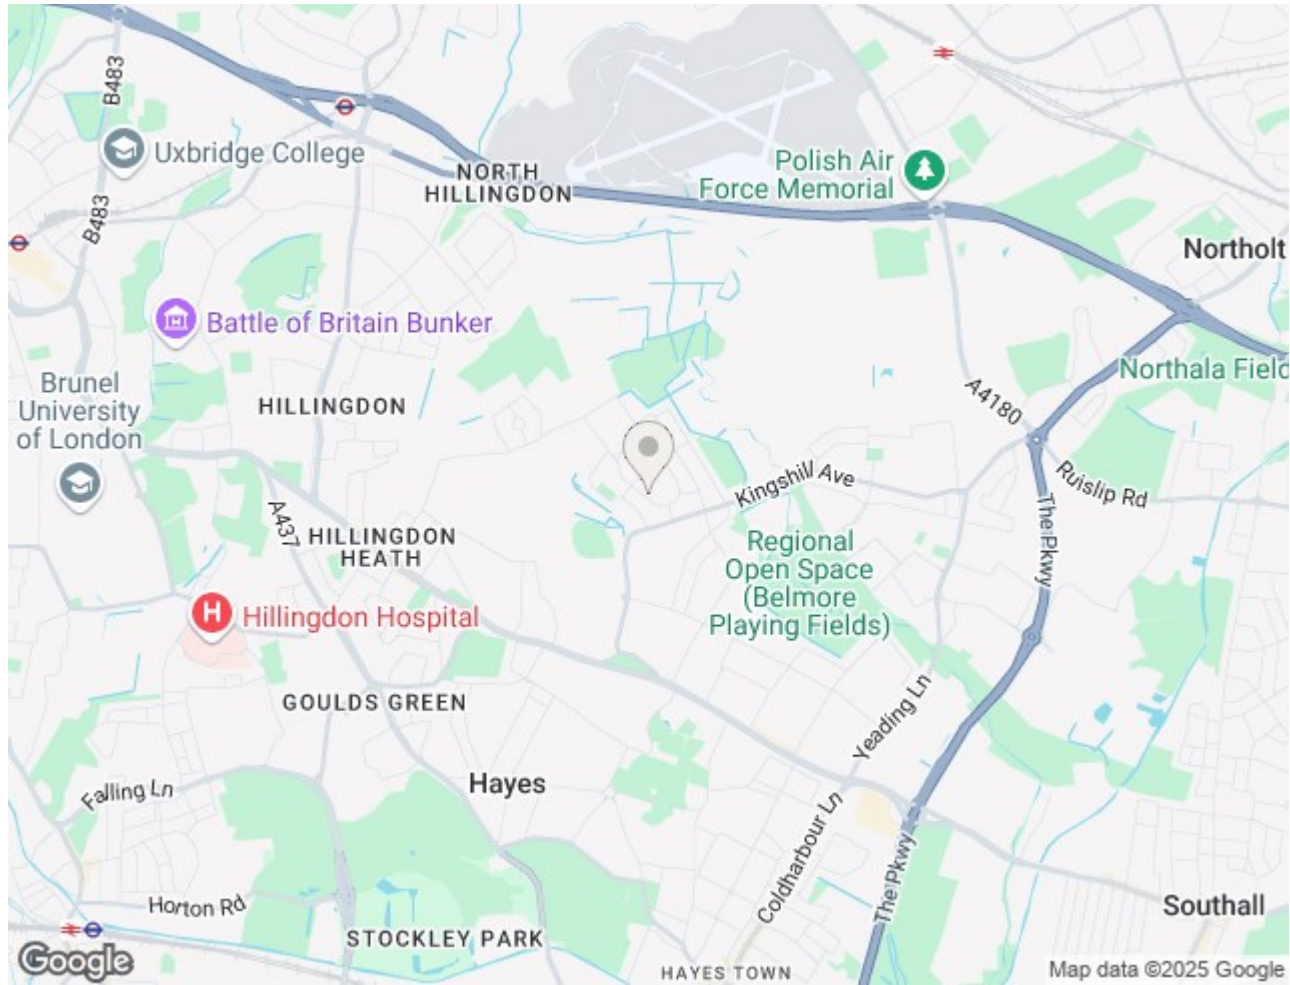 B483
Uxbridge College
NORTH
HILLINGDON
Polish Air
Force Memorial
B483
Northolt
Battle of Britain Bunker
Northala Field
Brunel
University
of London
HILLINGDON
A4180
Kingshill Ave
Ruislip Rd
A437
HILLINGDON
HEATH
The Pkwy
Regional
Open Space
(Belmore
Playing Fields)
H
Hillingdon Hospital
GOULDS GREEN
Yeading Ln
Hayes
Falling Ln
Coldharbour Ln
The Pkwy
Horton Rd
Southall
STOCKLEY PARK
Google
HAYES TOWN
Map data ©2025 Google